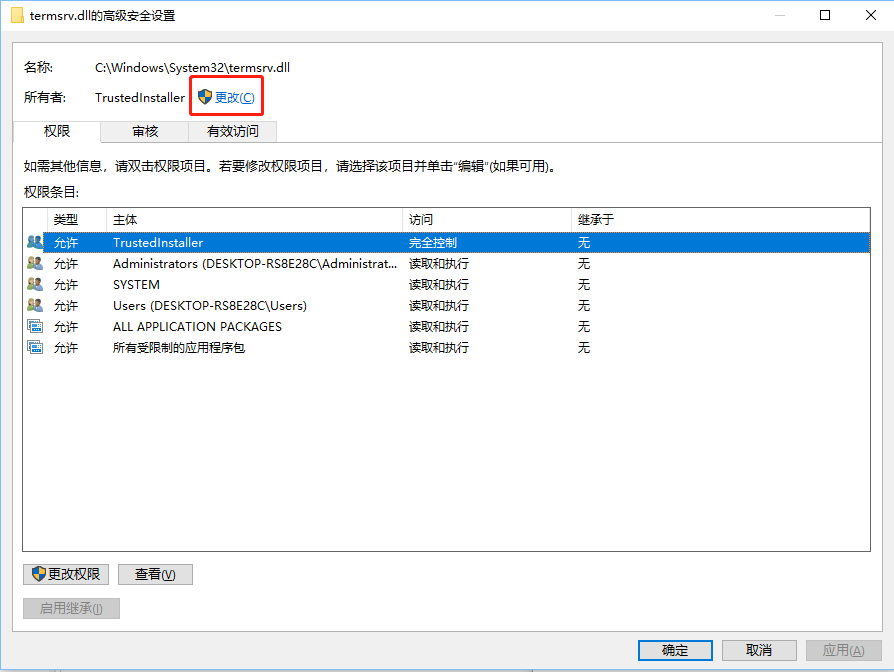 termsrv.dll的高级安全设置
名称: C:\Windows\System32\termsrv.dll
所有者: TrustedInstaller 更改(C)
权限 审核 有效访问
如需其他信息，请双击权限项目。若要修改权限项目，请选择该项目并单击"编辑"(如果可用)。
权限条目:
类型 主体 访问 继承于
允许 TrustedInstaller 完全控制 无
允许 Administrators (DESKTOP-RS8E28C\Administrat... 读取和执行 无
允许 SYSTEM 读取和执行 无
允许 Users (DESKTOP-RS8E28C\Users) 读取和执行 无
允许 ALL APPLICATION PACKAGES 读取和执行 无
允许 所有受限制的应用程序包 读取和执行 无
更改权限 查看(V)
启用继承(I)
确定 取消 应用(A)